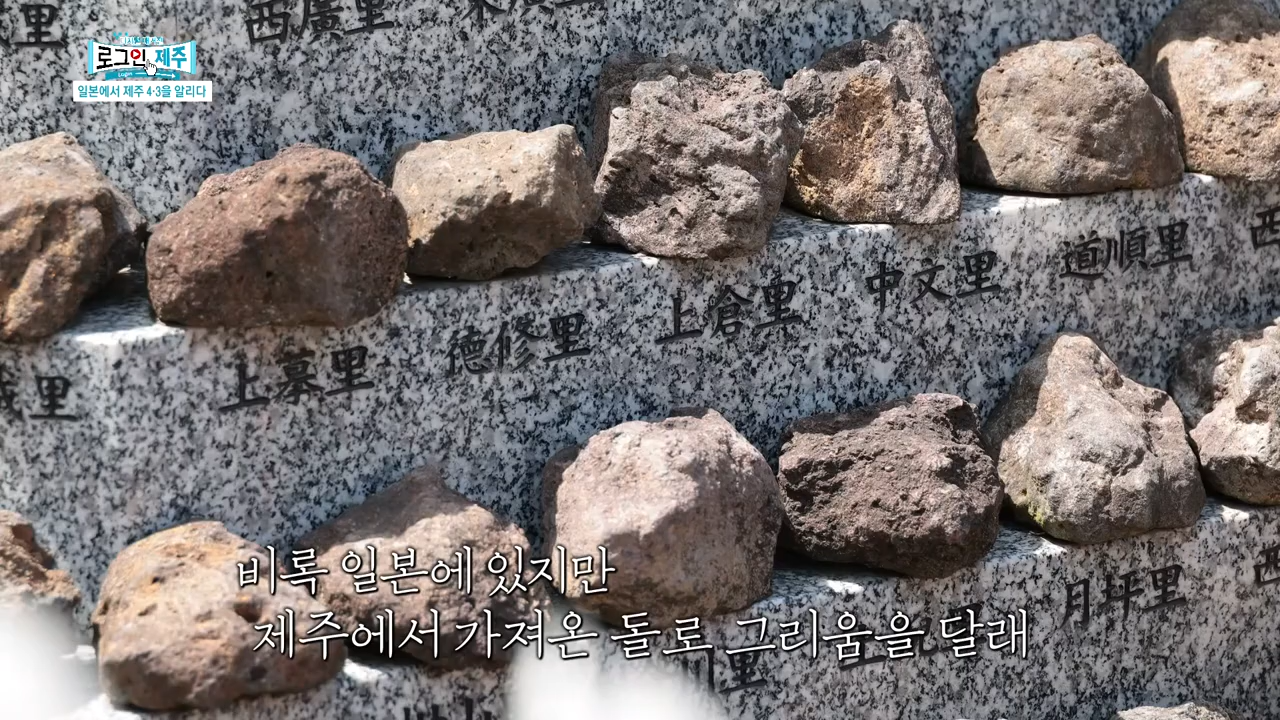 西廣里
로그인 제주
Login
일본에서 제주 4·3을 알리다
道順里
中文里
上倉里
德修里
上摹里
里
月坪里
里
비록 일본에 있지만
제주에서 가져온 돌로 그리움을 달래